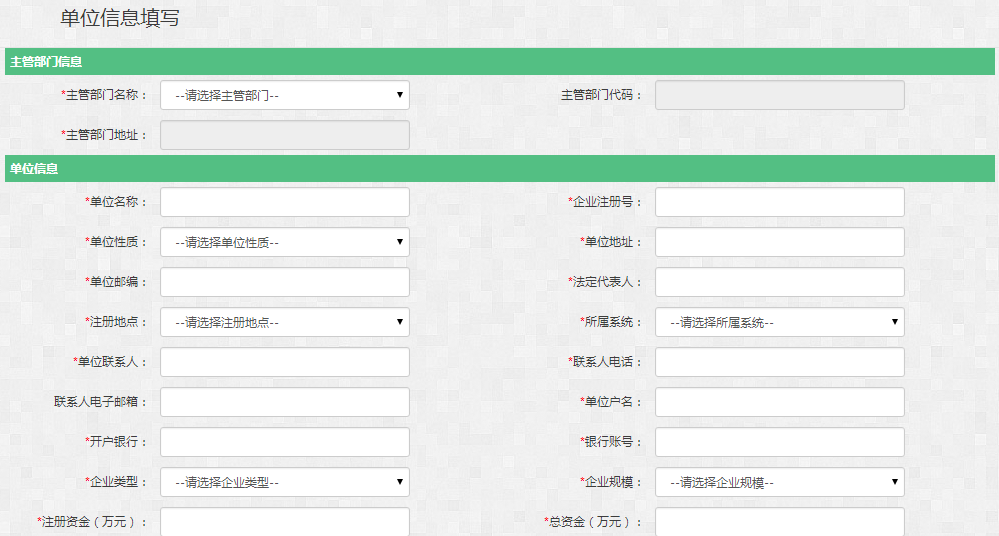 单位信息填写
主管部门信息
*主管部门名称： --请选择主管部门-- 主管部门代码：
*主管部门地址：
单位信息
*单位名称： *企业注册号：
*单位性质： --请选择单位性质-- *单位地址：
*单位邮编： *法定代表人：
*注册地点： --请选择注册地点-- *所属系统： --请选择所属系统--
*单位联系人： *联系人电话：
联系人电子邮箱： *单位户名：
*开户银行： *银行账号：
*企业类型： --请选择企业类型-- *企业规模： --请选择企业规模--
*注册资金（万元）： *总资金（万元）：